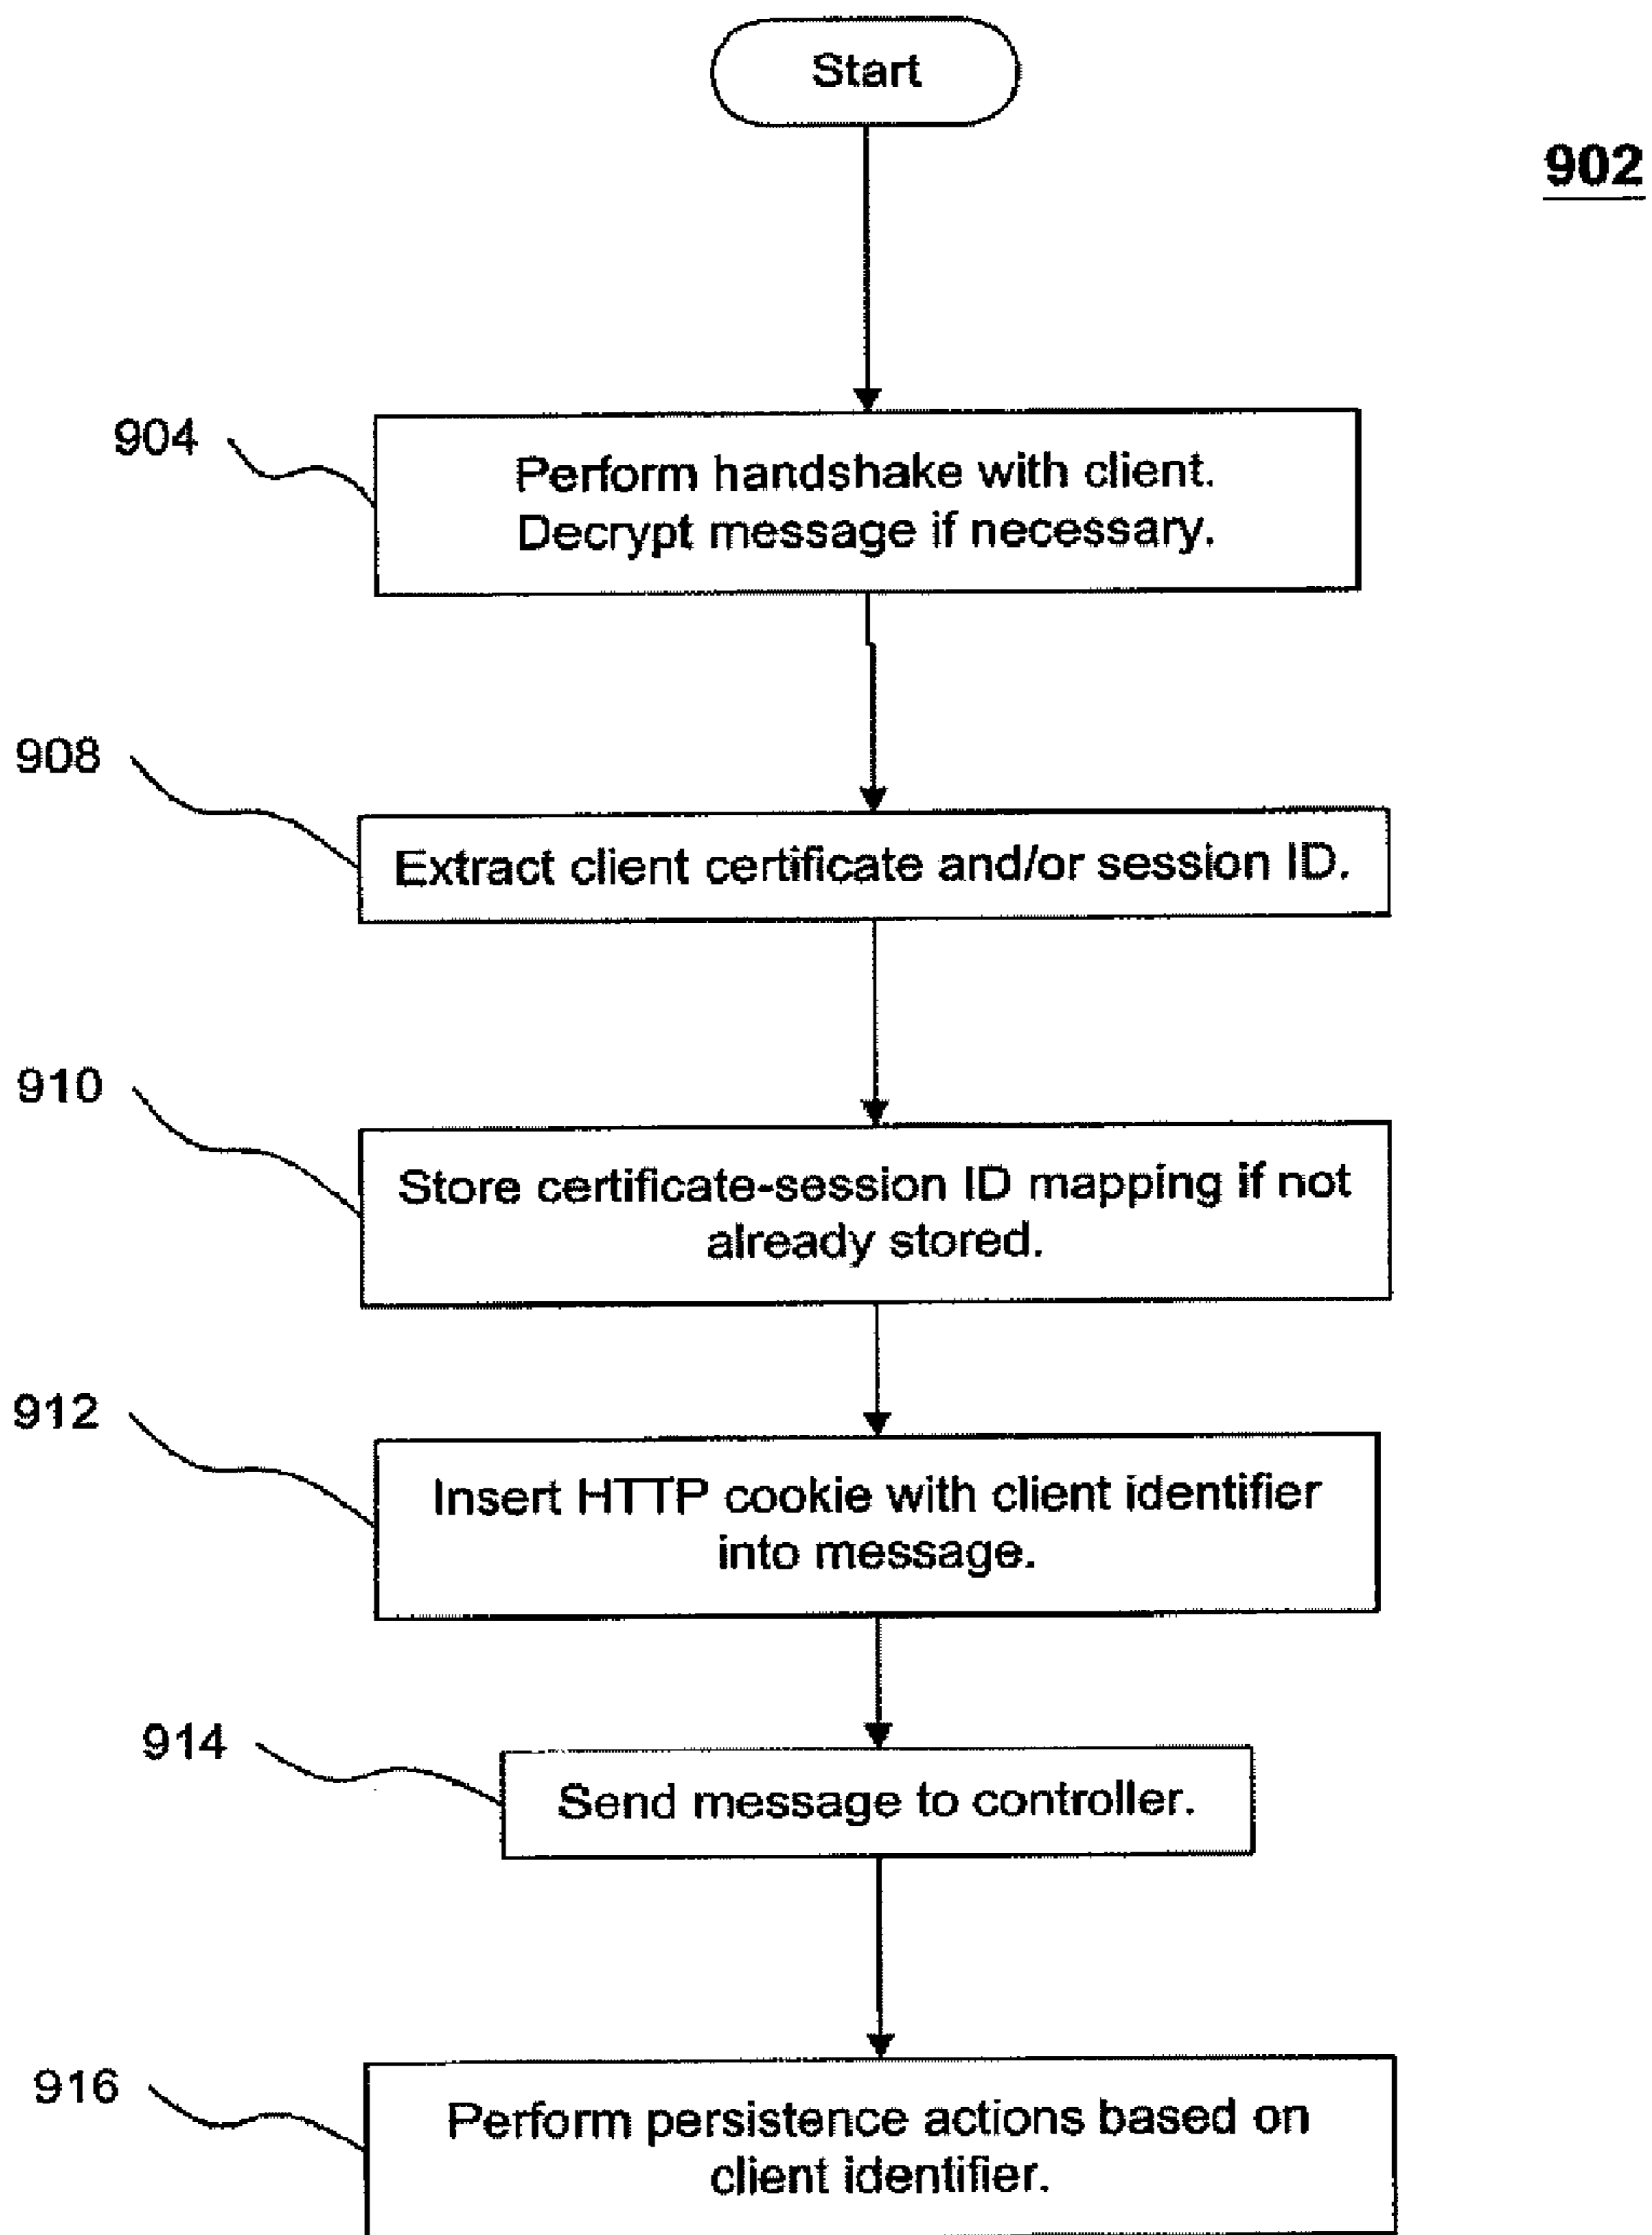 Start
902
904
Perform handshake with client.
Decrypt message if necessary.
908
Extract client certificate and/or session ID.
910
Store certificate-session ID mapping if not
already stored.
912
Insert HTTP cookie with client identifier
into message.
914
Send message to controller.
916
Perform persistence actions based on
client identifier.